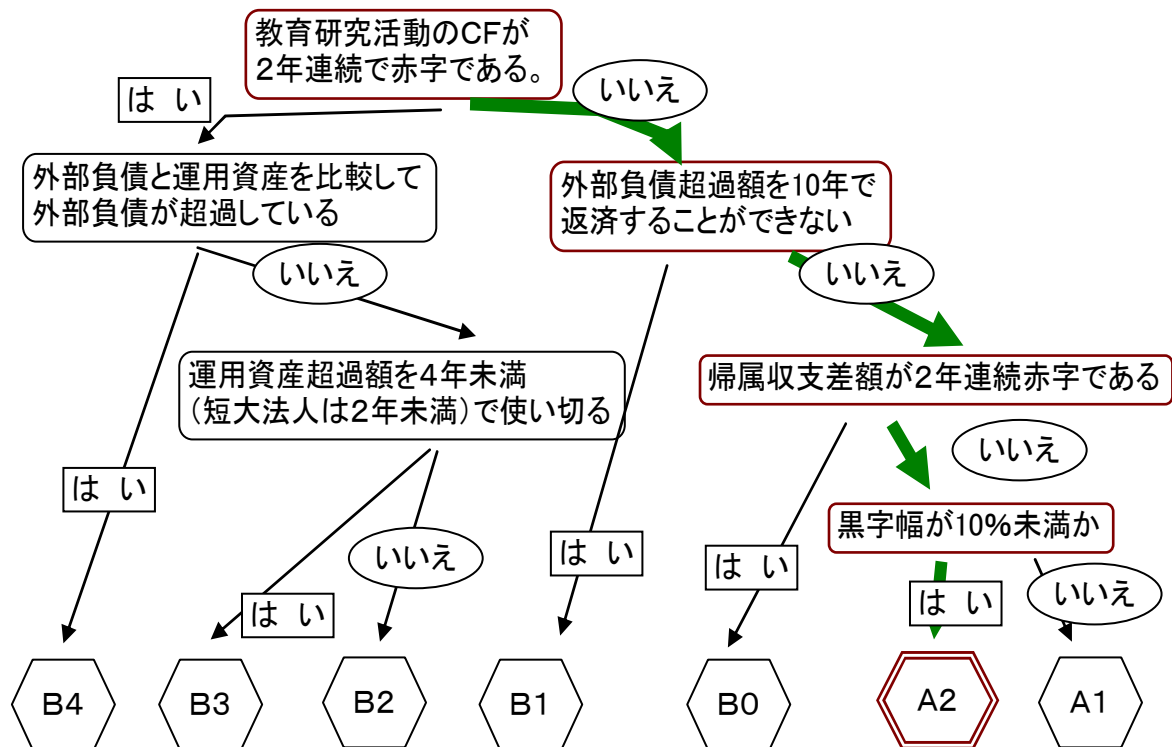 教育研究活動のCFが
2年連続で赤字である。
は い
いいえ
外部負債と運用資産を比較して
外部負債が超過している
外部負債超過額を10年で
返済することができない
いいえ
いいえ
運用資産超過額を4年未満
(短大法人は2年未満)で使い切る
帰属収支差額が2年連続赤字である
は い
いいえ
黒字幅が10%未満か
いいえ
は い
は い
は い
は い
いいえ
B4
B3
B2
B1
B0
A2
A1